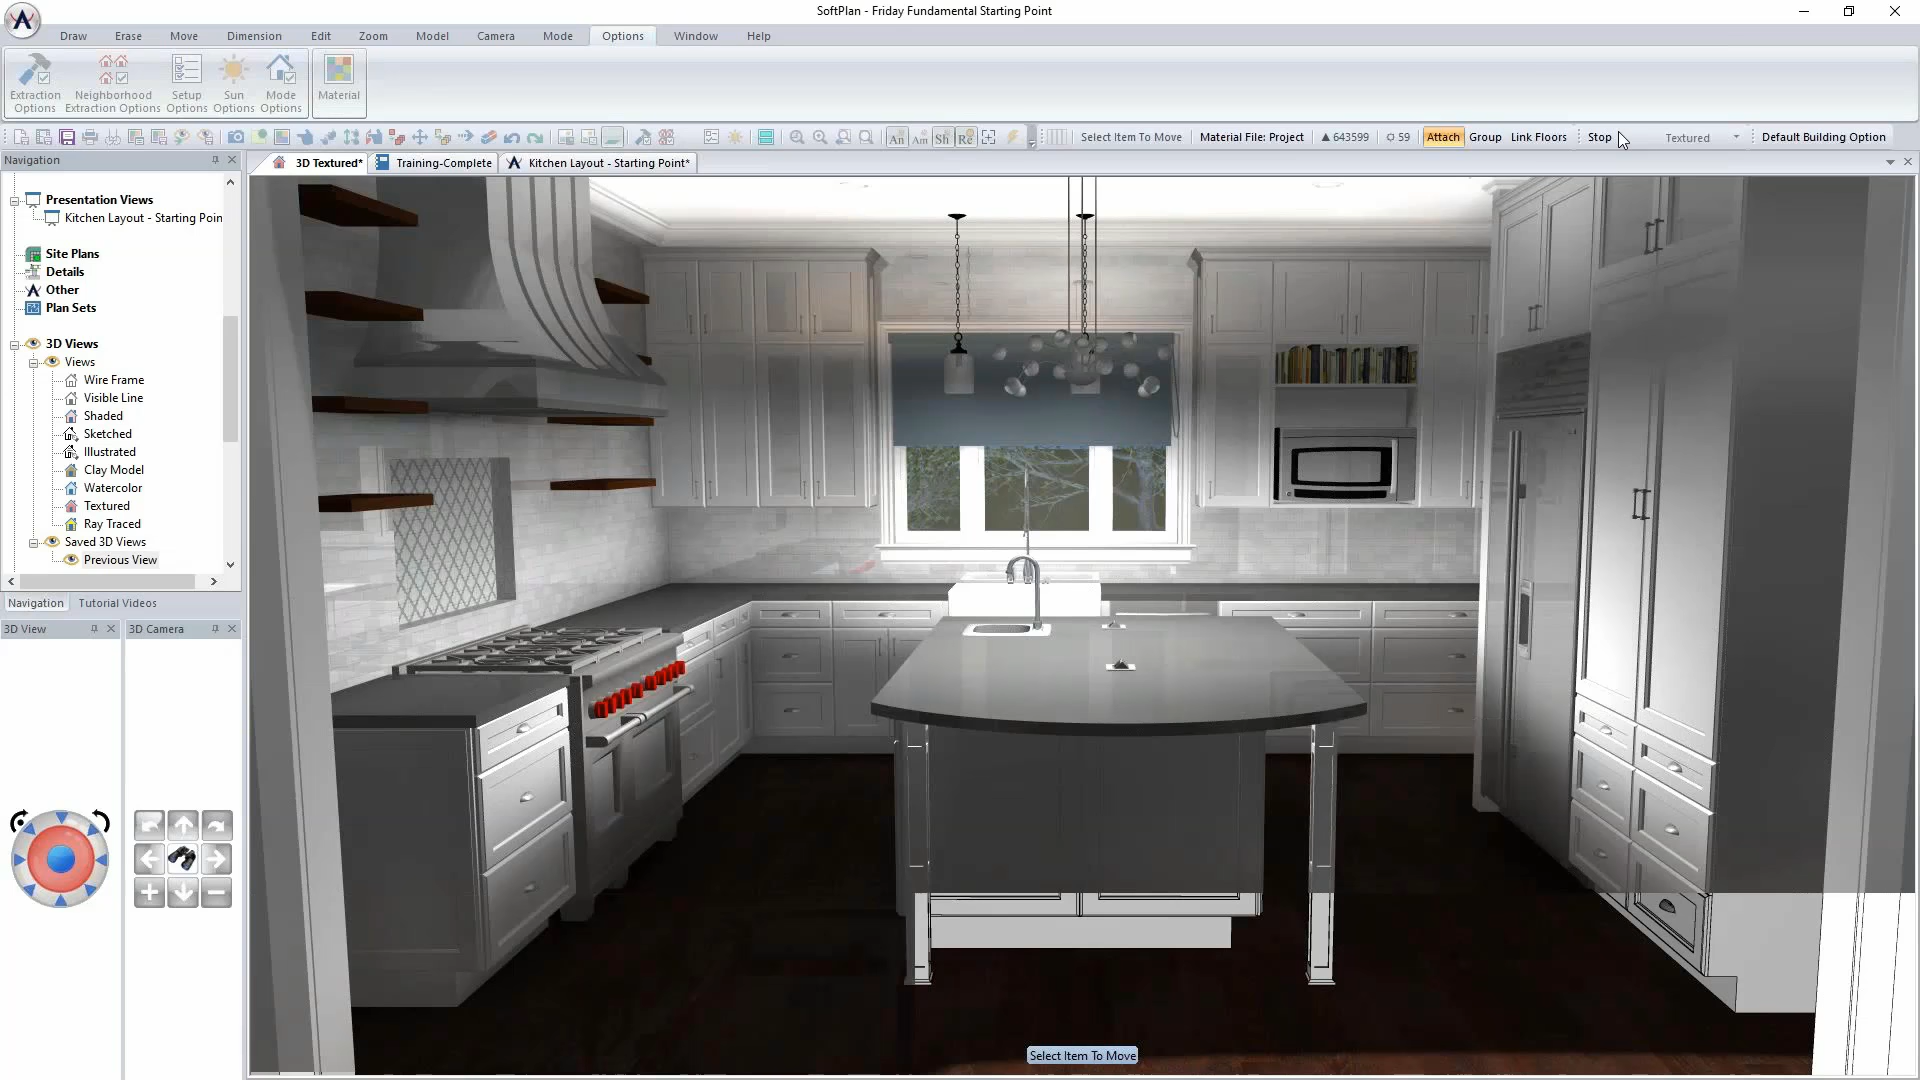 SoftPlan - Friday Fundamental Starting Point
Draw Erase Move Dimension Edit Zoom Model Camera Mode Options Window Help
Extraction Options
Neighborhood Extraction Options
Setup Options
Sun Options
Mode Options
Material
An Am Sh Re Select Item To Move Material File: Project 643599 59 Attach Group Link Floors Stop Textured Default Building Option
Navigation
3D Textured* Training-Complete Kitchen Layout - Starting Point*
Presentation Views
Kitchen Layout - Starting Poin
Site Plans
Details
Other
Plan Sets
3D Views
Views
Wire Frame
Visible Line
Shaded
Sketched
Illustrated
Clay Model
Watercolor
Textured
Ray Traced
Saved 3D Views
Previous View
Navigation Tutorial Videos
3D View 3D Camera
Select Item To Move